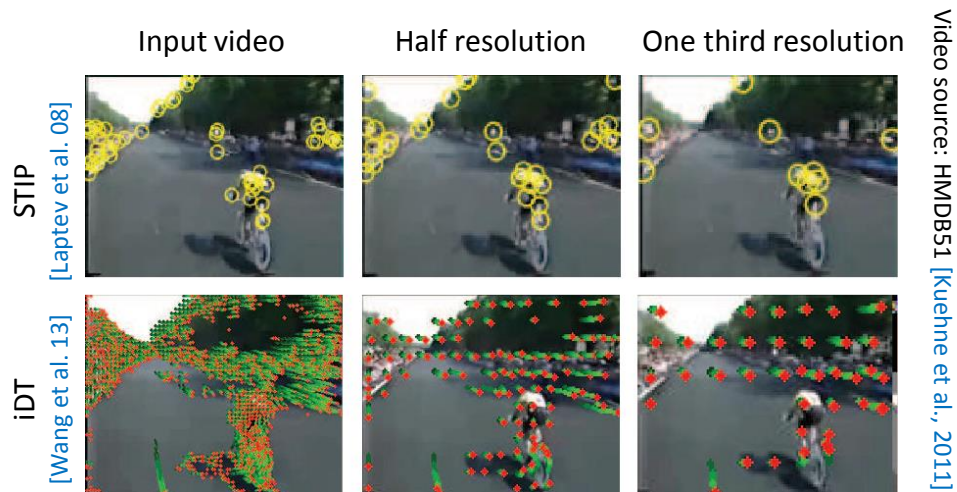 Input video
Half resolution
One third resolution
STIP
[Laptev et al. 08]
iDT
[Wang et al. 13]
Video source: HMDB51 [Kuehne et al., 2011]